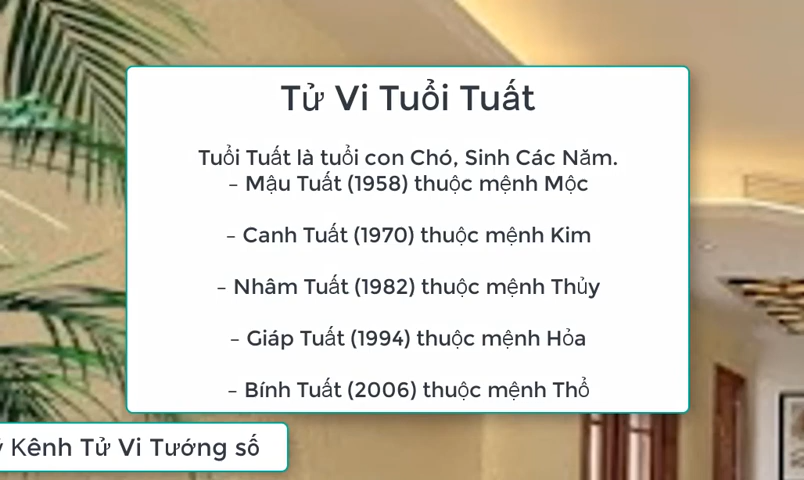 Tử Vi Tuổi Tuất
Tuổi Tuất là tuổi con Chó, Sinh Các Năm.
– Mậu Tuất (1958) thuộc mệnh Mộc
– Canh Tuất (1970) thuộc mệnh Kim
– Nhâm Tuất (1982) thuộc mệnh Thủy
– Giáp Tuất (1994) thuộc mệnh Hỏa
– Bính Tuất (2006) thuộc mệnh Thổ
Kênh Tử Vi Tướng số